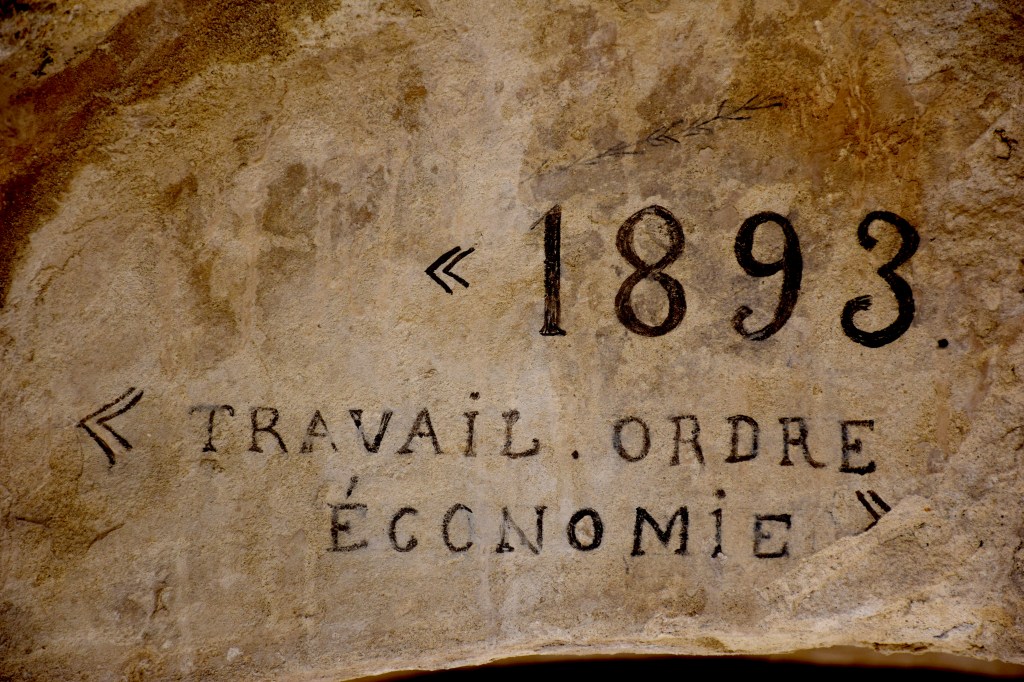 « 1893.
« TRAVAiL . ORDRE
ÉCONOMiE »